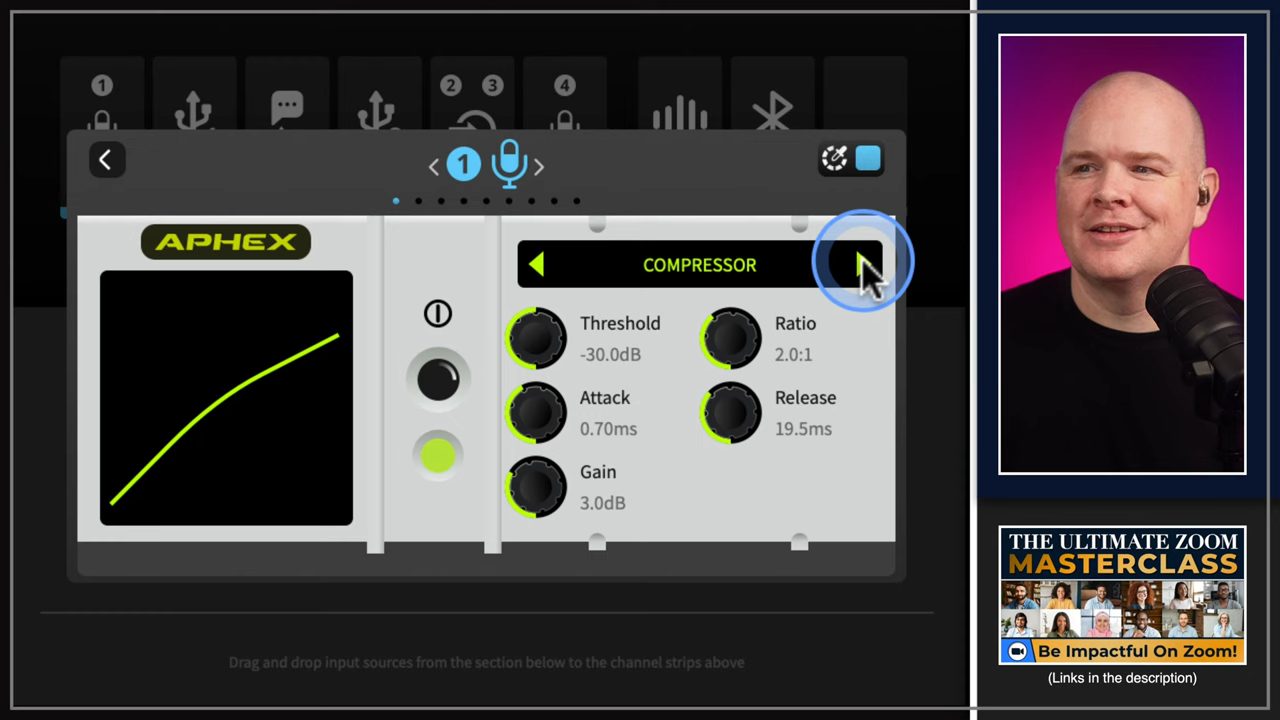 1
2 3
4
1
APHEX
COMPRESSOR
Threshold
-30.0dB
Ratio
2.0:1
Attack
0.70ms
Release
19.5ms
Gain
3.0dB
Drag and drop input sources from the section below to the channel strips above
THE ULTIMATE ZOOM
MASTERCLASS
Be Impactful On Zoom!
(Links in the description)